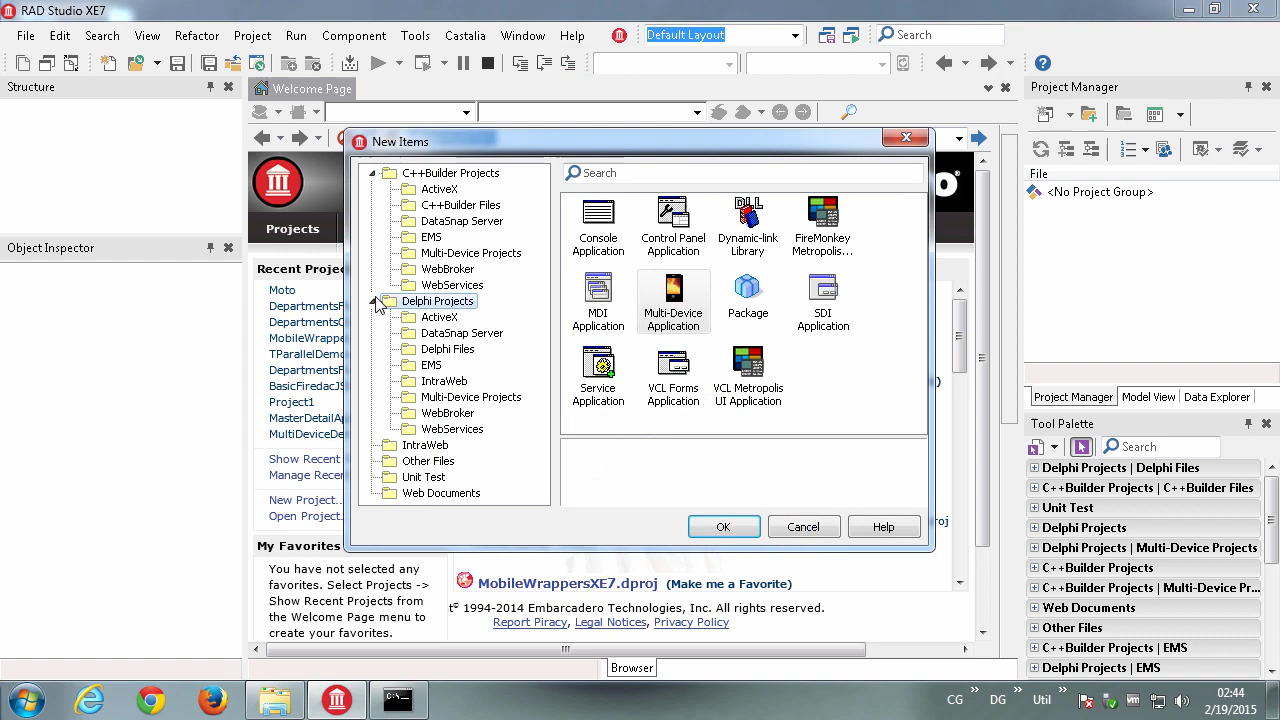 RAD Studio XE7
File Edit Search View Refactor Project Run Component Tools Castalia Window Help Default Layout Search
Structure
Welcome Page
Project Manager
File
<No Project Group>
Object Inspector
Projects
Recent Projec
Moto
DepartmentsF
DepartmentsC
MobileWrappe
TParallelDemo
DepartmentsF
BasicFiredacJS
Project1
MasterDetailAp
MultiDeviceDe
Show Recent
Manage Recen
New Project..
Open Project.
My Favorites
You have not selected any
favorites. Select Projects ->
Show Recent Projects from
the Welcome Page menu to
create your favorites.
New Items
C++Builder Projects
ActiveX
C++Builder Files
DataSnap Server
EMS
Multi-Device Projects
WebBroker
WebServices
Delphi Projects
ActiveX
DataSnap Server
Delphi Files
EMS
IntraWeb
Multi-Device Projects
WebBroker
WebServices
IntraWeb
Other Files
Unit Test
Web Documents
Search
Console
Application
Control Panel
Application
DLL
Dynamic-link
Library
FireMonkey
Metropolis...
MDI
Application
Multi-Device
Application
Package
SDI
Application
Service
Application
VCL Forms
Application
VCL Metropolis
UI Application
OK Cancel Help
MobileWrappersXE7.dproj (Make me a Favorite)
t© 1994-2014 Embarcadero Technologies, Inc. All rights reserved.
Report Piracy, Legal Notices, Privacy Policy
Browser
Project Manager Model View Data Explorer
Tool Palette
Search
Delphi Projects | Delphi Files
C++Builder Projects | C++Builder Files
Unit Test
Delphi Projects
Delphi Projects | Multi-Device Projects
C++Builder Projects
C++Builder Projects | Multi-Device Pr...
Web Documents
Other Files
C++Builder Projects | EMS
Delphi Projects | EMS
C:\
CG DG Util
02:44
2/19/2015